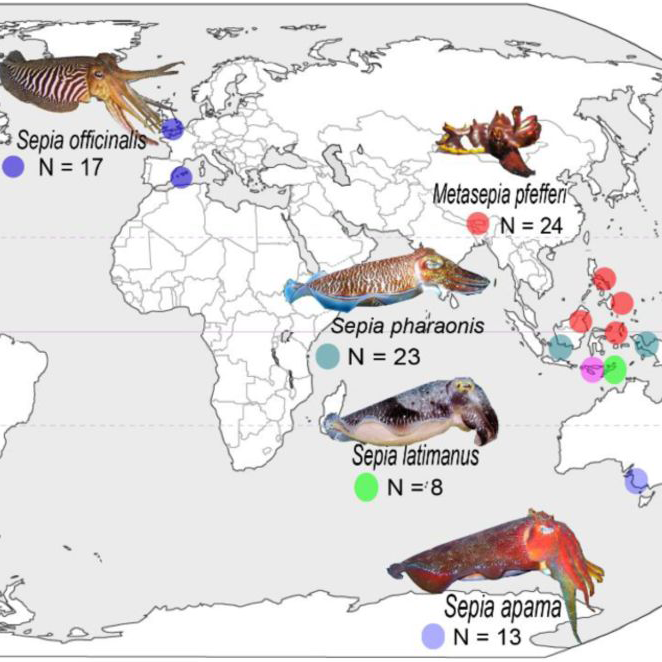 Sepia officinalis
N = 17
Metasepia pfefferi
N = 24
Sepia pharaonis
N = 23
Sepia latimanus
N = 8
Sepia apama
N = 13